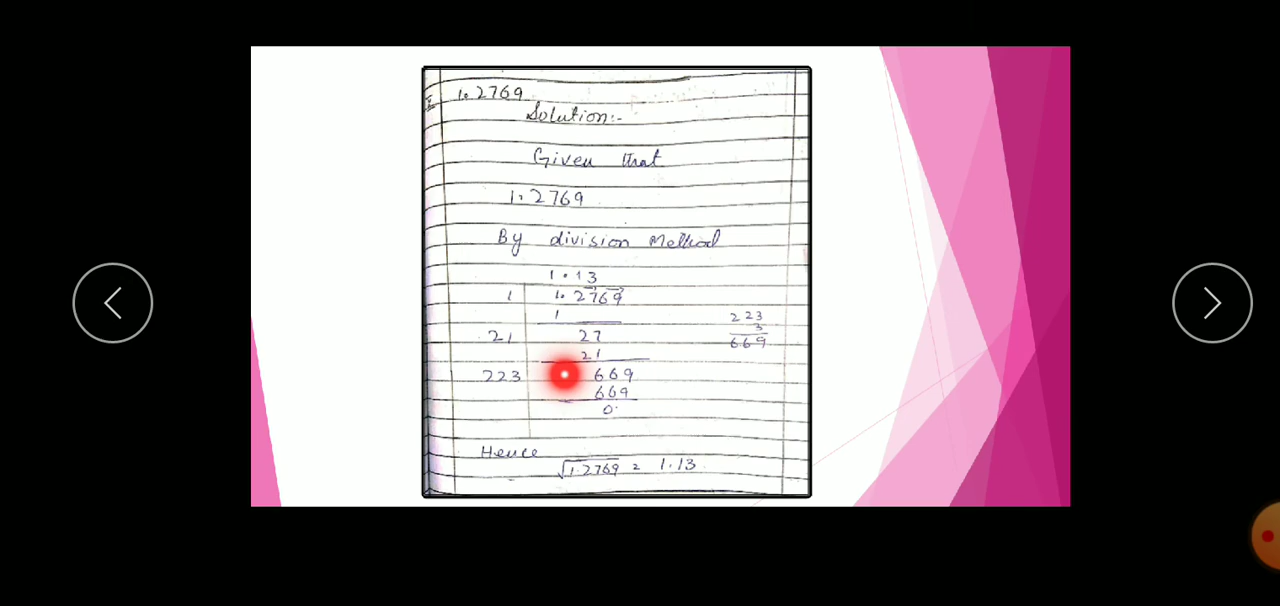 1.2769
Solution:-
Given that
1.2769
By division Method
1.13
1 1.2769
1
21 27
21
223 669
669
0
223
3
669
Hence
√1.2769 = 1.13